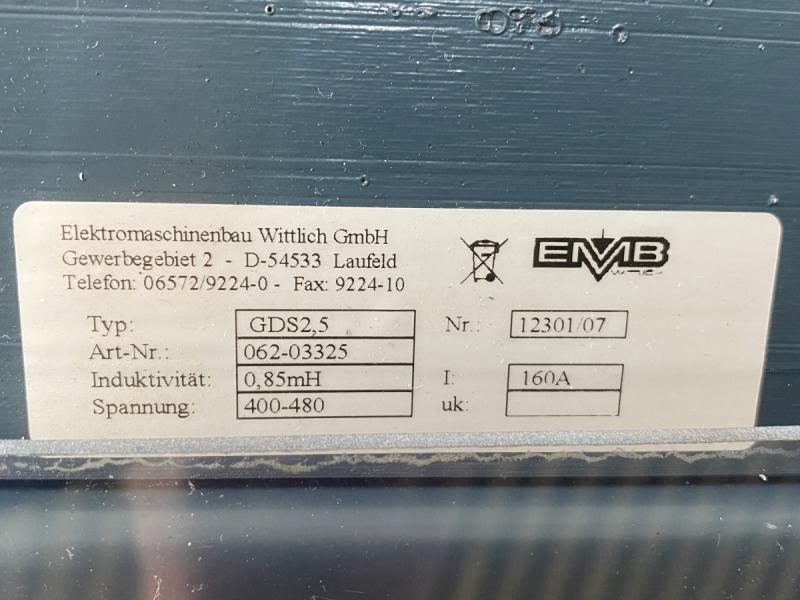 Elektromaschinenbau Wittlich GmbH
Gewerbegebiet 2 - D-54533 Laufeld
Telefon: 06572/9224-0 - Fax: 9224-10
EMB
WITTLICH
Typ: GDS2,5 Nr.: 12301/07
Art-Nr.: 062-03325
Induktivität: 0,85mH I: 160A
Spannung: 400-480 uk: